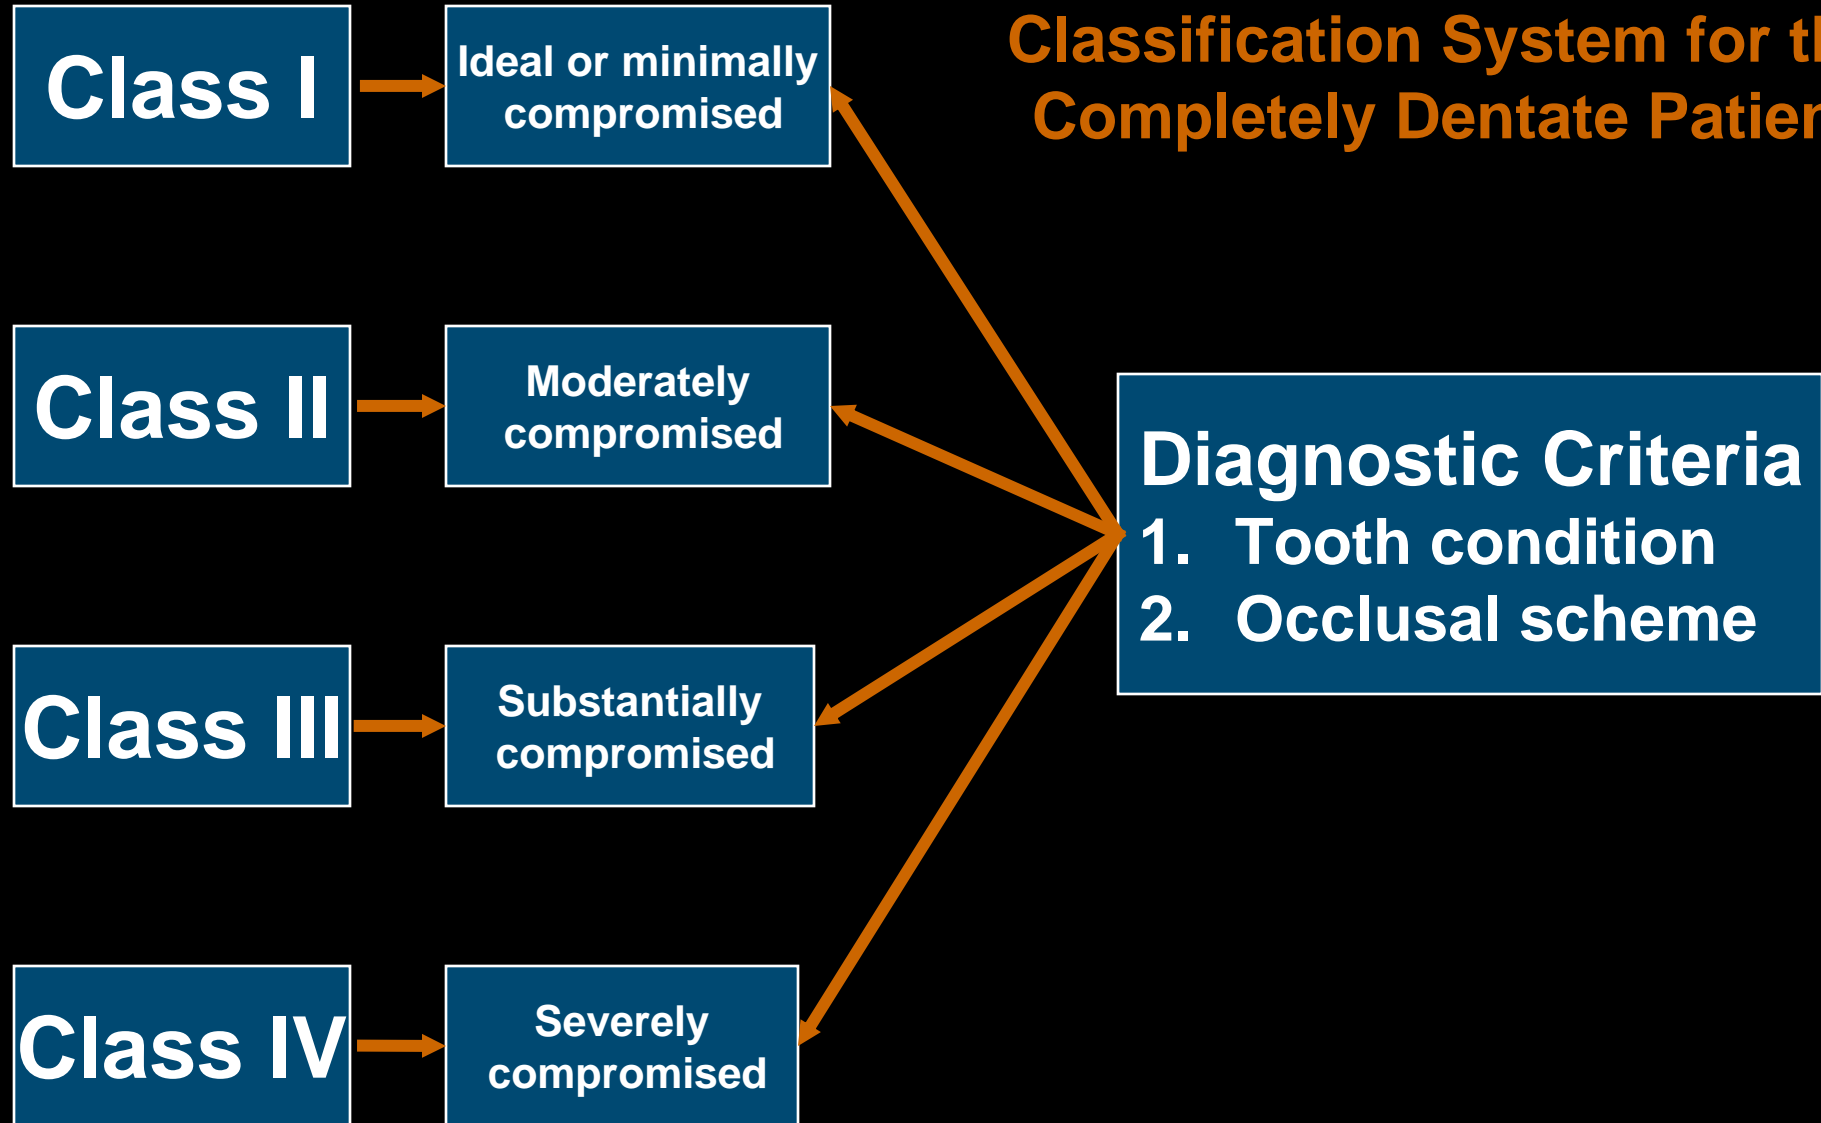 Classification System for t
Completely Dentate Patien
Class I
Ideal or minimally
compromised
Class II
Moderately
compromised
Class III
Substantially
compromised
Class IV
Severely
compromised
Diagnostic Criteria
1. Tooth condition
2. Occlusal scheme